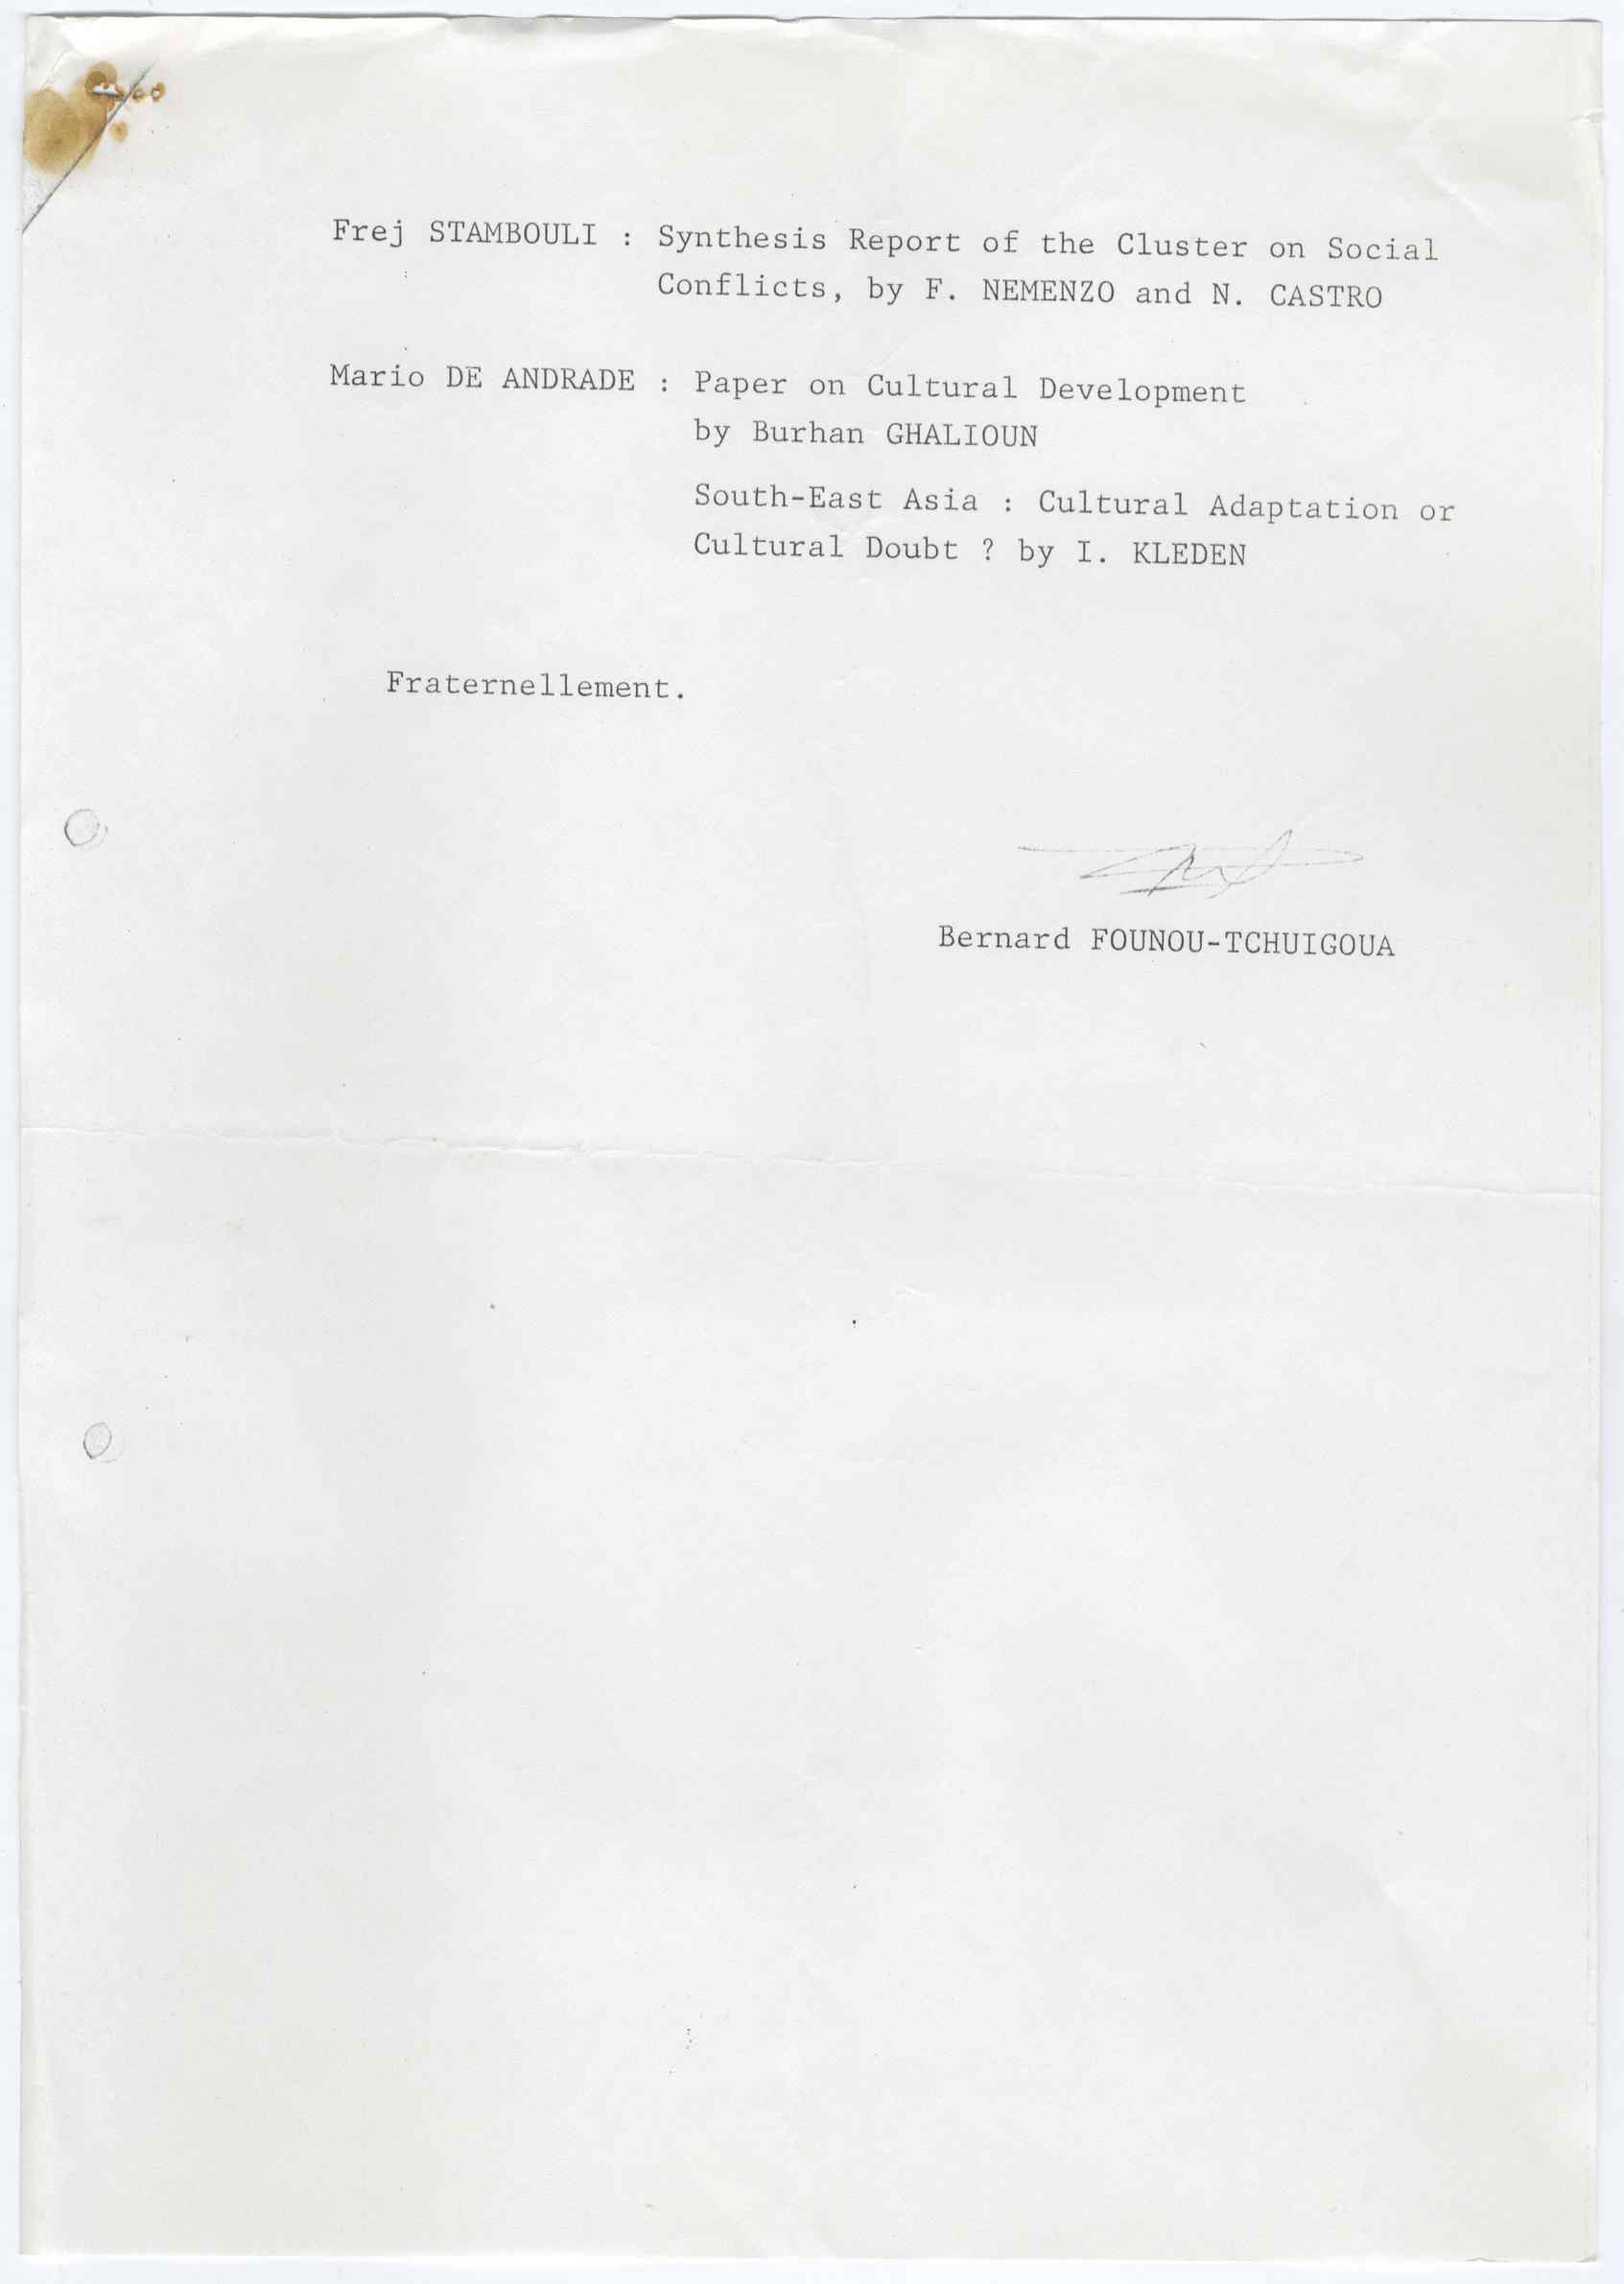 Frej STAMBOULI : Synthesis Report of the Cluster on Social
Conflicts, by F. NEMENZO and N. CASTRO
Mario DE ANDRADE : Paper on Cultural Development
by Burhan GHALIOUN
South-East Asia : Cultural Adaptation or
Cultural Doubt ? by I. KLEDEN
Fraternellement.
Bernard FOUNOU-TCHUIGOUA